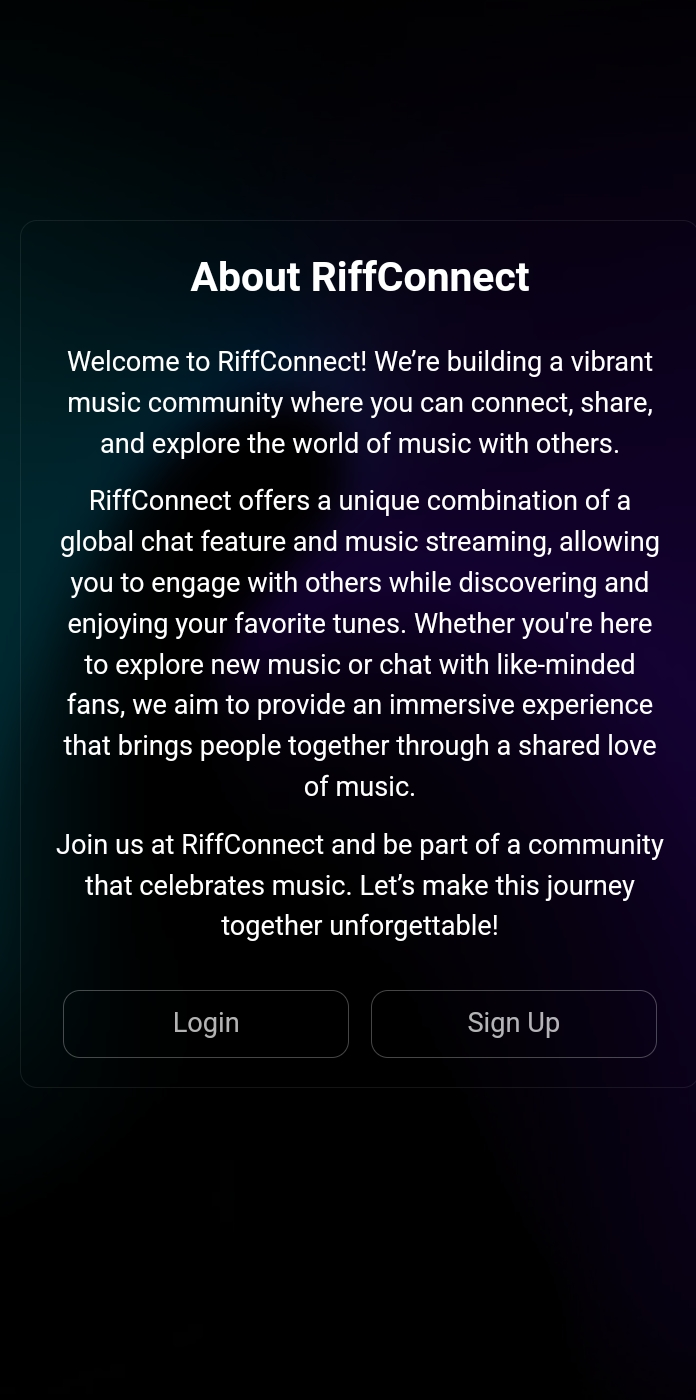 About RiffConnect
Welcome to RiffConnect! We’re building a vibrant
music community where you can connect, share,
and explore the world of music with others.
RiffConnect offers a unique combination of a
global chat feature and music streaming, allowing
you to engage with others while discovering and
enjoying your favorite tunes. Whether you're here
to explore new music or chat with like-minded
fans, we aim to provide an immersive experience
that brings people together through a shared love
of music.
Join us at RiffConnect and be part of a community
that celebrates music. Let’s make this journey
together unforgettable!
Login
Sign Up